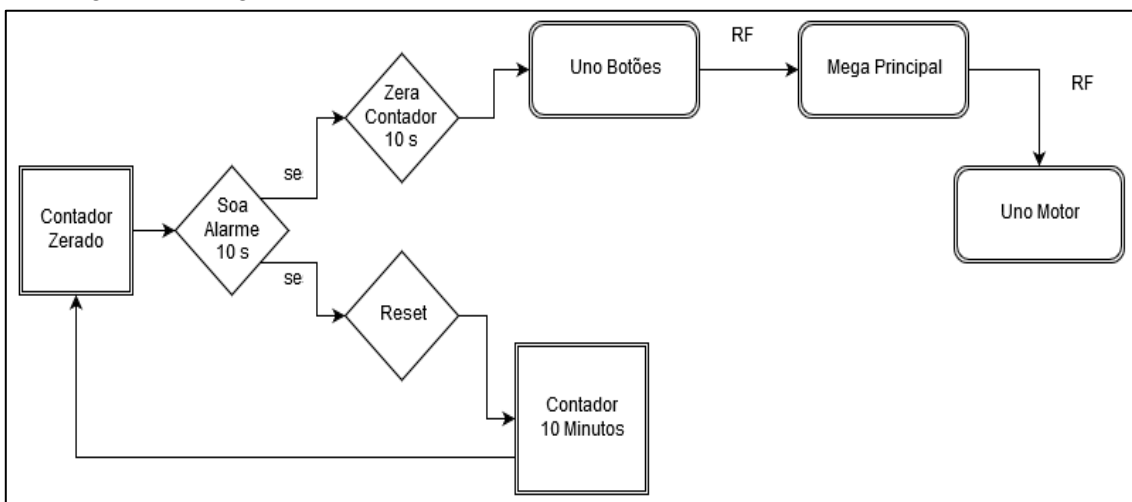 Contador
Zerado
Soa
Alarme
10 s
se
Zera
Contador
10 s
Uno Botões
RF
Mega Principal
RF
Uno Motor
se
Reset
Contador
10 Minutos